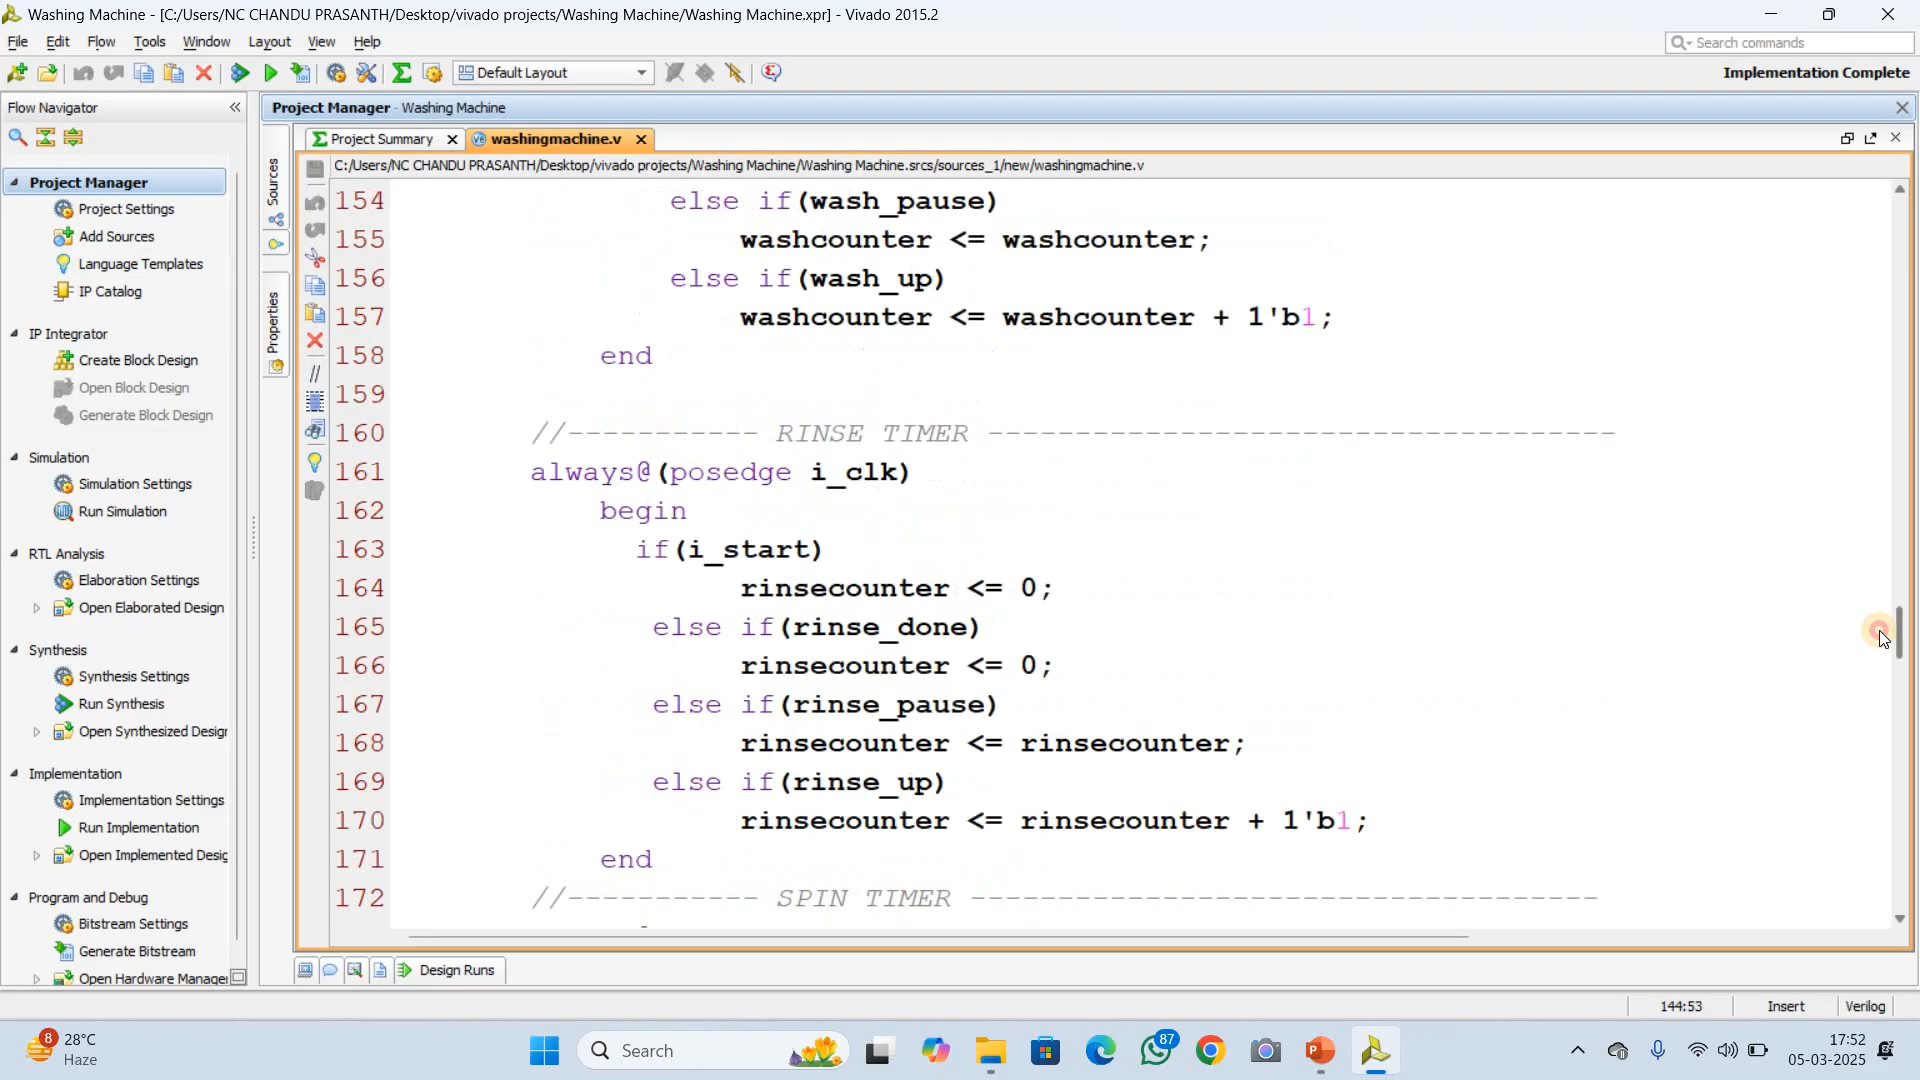 Washing Machine - [C:/Users/NC CHANDU PRASANTH/Desktop/vivado projects/Washing Machine/Washing Machine.xpr] - Vivado 2015.2
File Edit Flow Tools Window Layout View Help
Search commands
Default Layout
Implementation Complete
Flow Navigator
Project Manager - Washing Machine
Project Summary
washingmachine.v
C:/Users/NC CHANDU PRASANTH/Desktop/vivado projects/Washing Machine/Washing Machine.srcs/sources_1/new/washingmachine.v
Project Manager
Project Settings
Add Sources
Language Templates
IP Catalog
IP Integrator
Create Block Design
Open Block Design
Generate Block Design
Simulation
Simulation Settings
Run Simulation
RTL Analysis
Elaboration Settings
Open Elaborated Design
Synthesis
Synthesis Settings
Run Synthesis
Open Synthesized Design
Implementation
Implementation Settings
Run Implementation
Open Implemented Desig
Program and Debug
Bitstream Settings
Generate Bitstream
Open Hardware Manager
Sources
Properties
154 else if(wash_pause)
155 washcounter <= washcounter;
156 else if(wash_up)
157 washcounter <= washcounter + 1'b1;
158 end
159
160 //----------- RINSE TIMER ------------------------------------
161 always@(posedge i_clk)
162 begin
163 if(i_start)
164 rinsecounter <= 0;
165 else if(rinse_done)
166 rinsecounter <= 0;
167 else if(rinse_pause)
168 rinsecounter <= rinsecounter;
169 else if(rinse_up)
170 rinsecounter <= rinsecounter + 1'b1;
171 end
172 //----------- SPIN TIMER ------------------------------------
Design Runs
144:53
Insert
Verilog
8
28°C
Haze
Search
87
17:52
05-03-2025